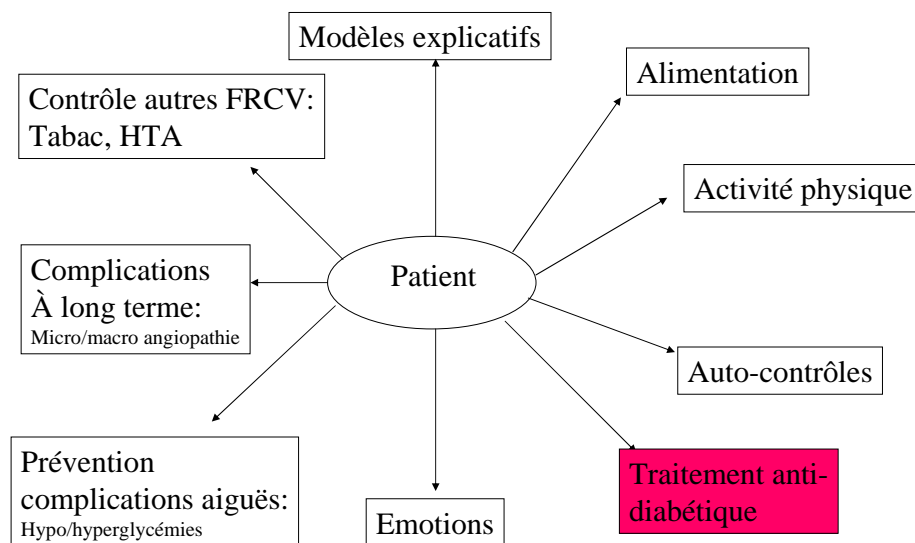 Modèles explicatifs
Alimentation
Contrôle autres FRCV:
Tabac, HTA
Activité physique
Complications
À long terme:
Micro/macro angiopathie
Patient
Auto-contrôles
Prévention
complications aiguës:
Hypo/hyperglycémies
Emotions
Traitement anti-
diabétique